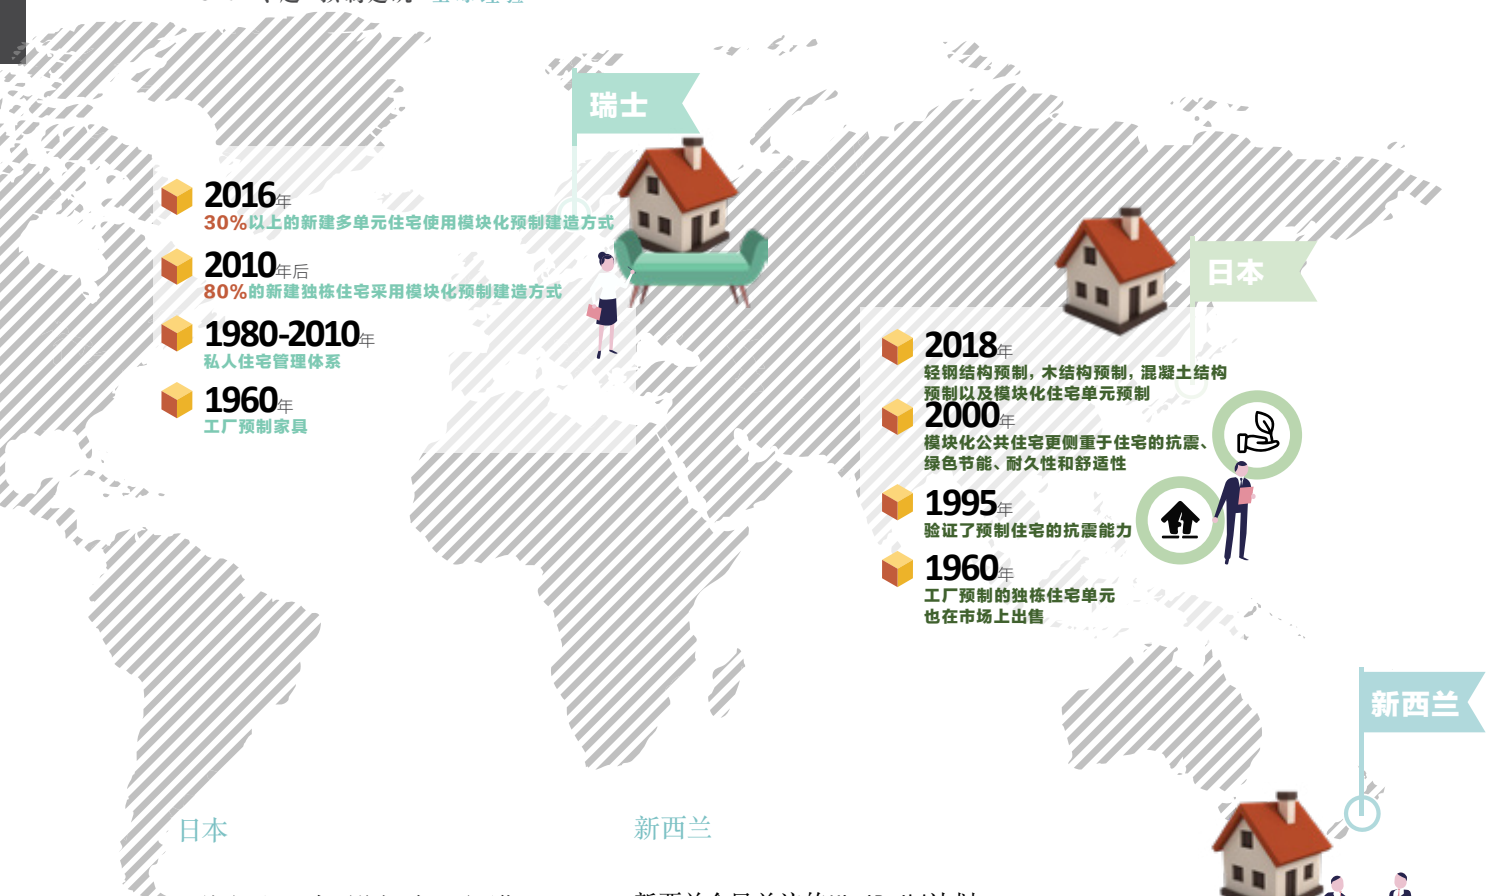 瑞士
2016年
30%以上的新建多单元住宅使用模块化预制建造方式
2010年后
80%的新建独栋住宅采用模块化预制建造方式
1980-2010年
私人住宅管理体系
1960年
工厂预制家具
日本
2018年
轻钢结构预制，木结构预制，混凝土结构
预制以及模块化住宅单元预制
2000年
模块化公共住宅更侧重于住宅的抗震、
绿色节能、耐久性和舒适性
1995年
验证了预制住宅的抗震能力
1960年
工厂预制的独栋住宅单元
也在市场上出售
新西兰
日本
新西兰